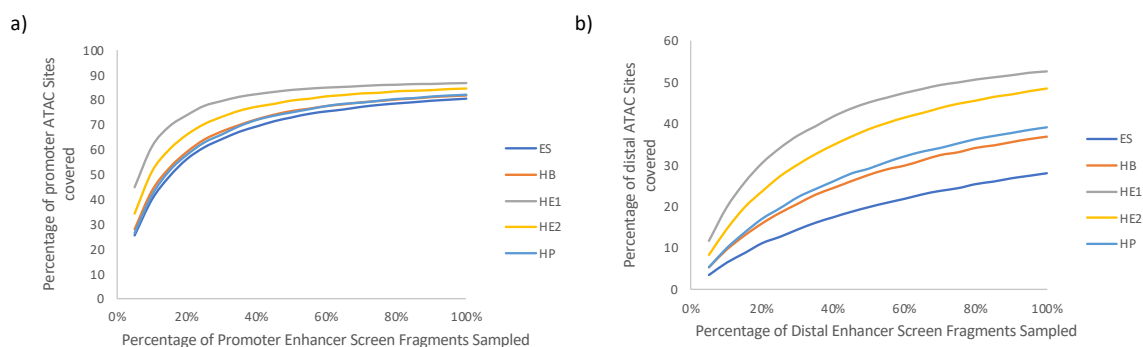 a)
Percentage of promoter ATAC Sites
covered
100
90
80
70
60
50
40
30
20
10
0
0%
20%
40%
60%
80%
100%
Percentage of Promoter Enhancer Screen Fragments Sampled
ES
HB
HE1
HE2
HP
b)
Percentage of distal ATAC Sites
covered
60
50
40
30
20
10
0
0%
20%
40%
60%
80%
100%
Percentage of Distal Enhancer Screen Fragments Sampled
ES
HB
HE1
HE2
HP